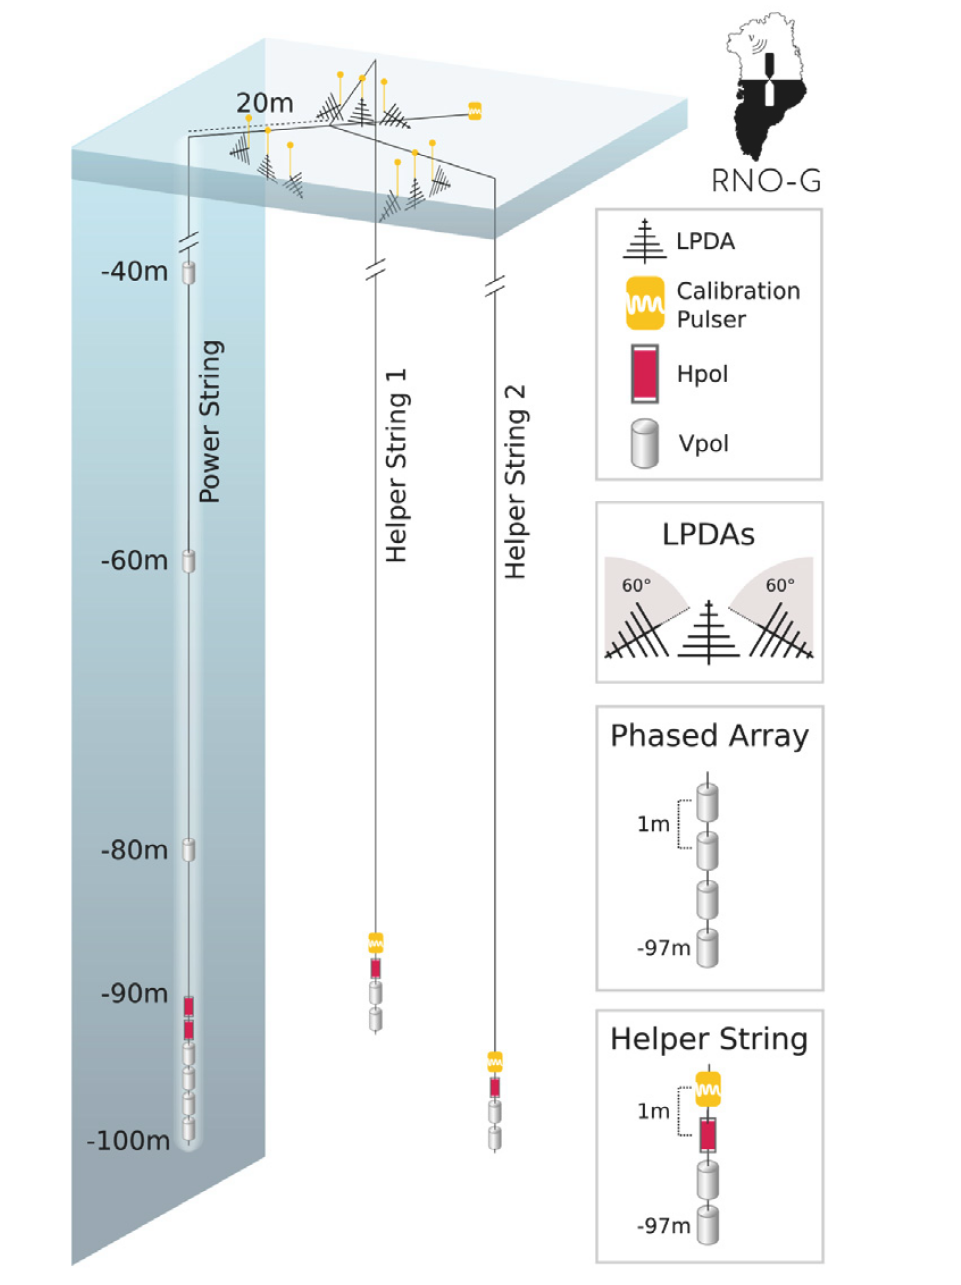 20m
-40m
-60m
-80m
-90m
-100m
Power String
Helper String 1
Helper String 2
RNO-G
LPDA
Calibration
Pulser
Hpol
Vpol
LPDAs
60°
60°
Phased Array
1m
-97m
Helper String
1m
-97m